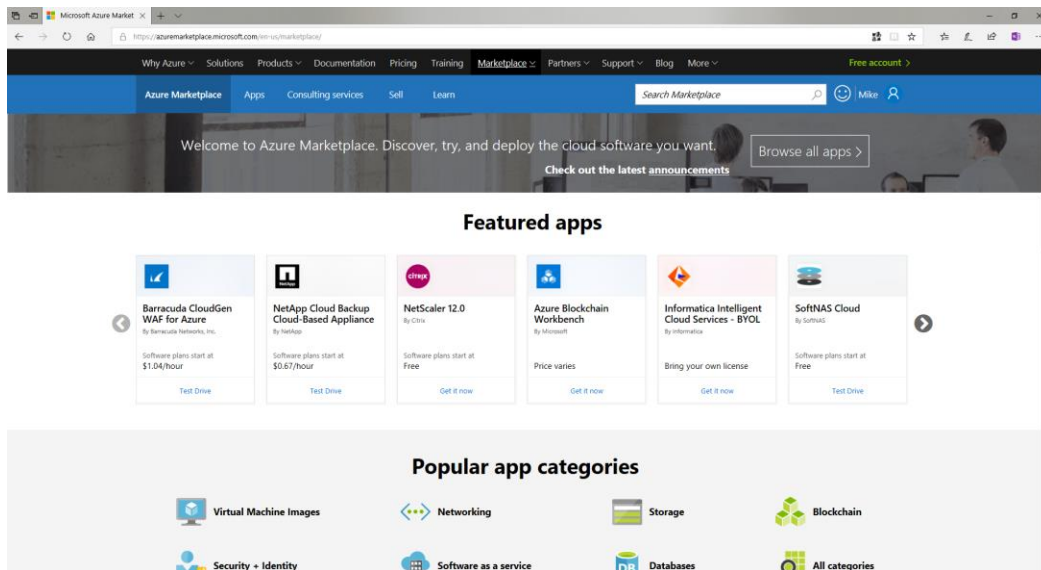 Microsoft Azure Market
https://azuremarketplace.microsoft.com/en-us/marketplace/
Why Azure Solutions Products Documentation Pricing Training Marketplace Partners Support Blog More Free account >
Azure Marketplace Apps Consulting services Sell Learn Search Marketplace Mike
Welcome to Azure Marketplace. Discover, try, and deploy the cloud software you want.
Browse all apps >
Check out the latest announcements
Featured apps
Barracuda CloudGen
WAF for Azure
By Barracuda Networks, Inc.
Software plans start at
$1.04/hour
Test Drive
NetApp
NetApp Cloud Backup
Cloud-Based Appliance
By NetApp
Software plans start at
$0.67/hour
Test Drive
citrix
NetScaler 12.0
By Citrix
Software plans start at
Free
Get it now
Azure Blockchain
Workbench
By Microsoft
Price varies
Get it now
Informatica Intelligent
Cloud Services - BYOL
By Informatica
Bring your own license
Get it now
SoftNAS Cloud
By SoftNAS
Software plans start at
Free
Test Drive
Popular app categories
Virtual Machine Images Networking Storage Blockchain
Security + Identity Software as a service DB Databases All categories